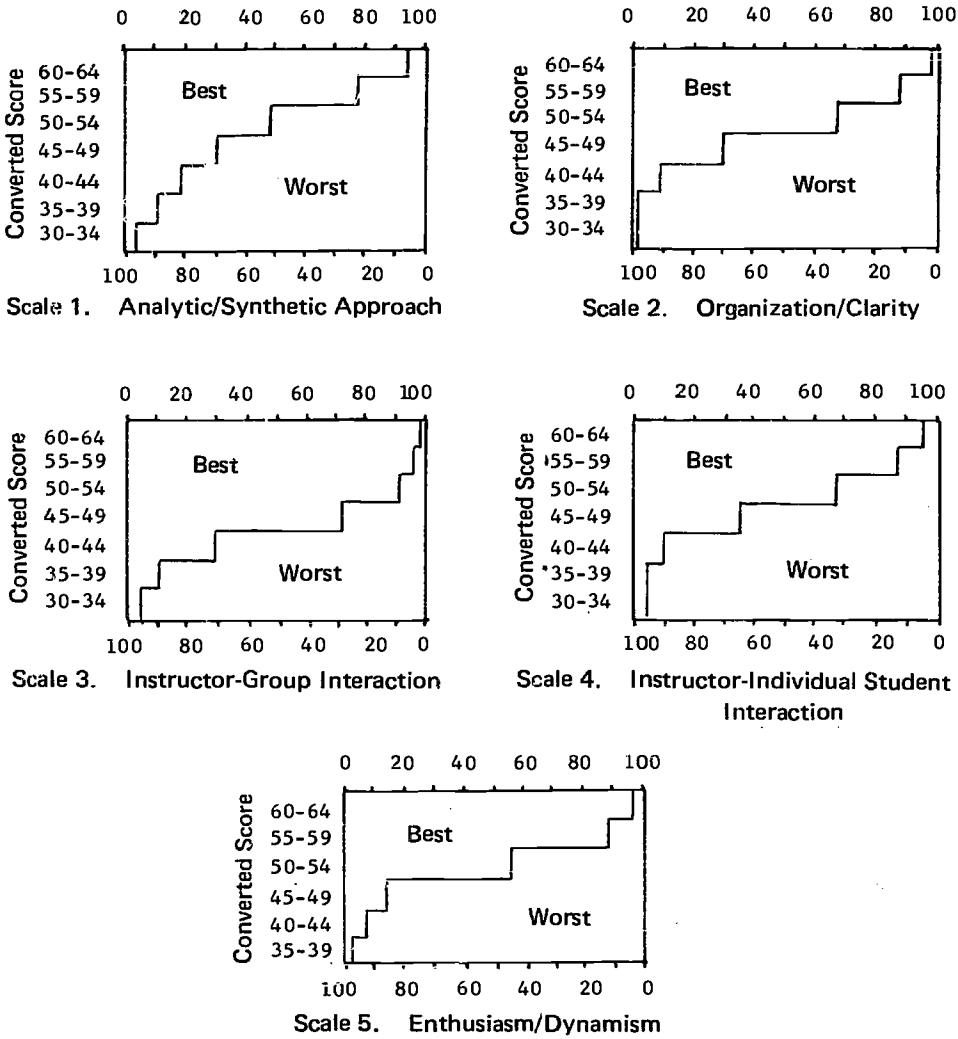 0 20 40 60 80 100
Converted Score
60-64
55-59
50-54
45-49
40-44
35-39
30-34
Best
Worst
100 80 60 40 20 0
Scale 1. Analytic/Synthetic Approach
0 20 40 60 80 100
Converted Score
60-64
55-59
50-54
45-49
40-44
35-39
30-34
Best
Worst
100 80 60 40 20 0
Scale 2. Organization/Clarity
0 20 40 60 80 100
Converted Score
60-64
55-59
50-54
45-49
40-44
35-39
30-34
Best
Worst
100 80 60 40 20 0
Scale 3. Instructor-Group Interaction
0 20 40 60 80 100
Converted Score
60-64
55-59
50-54
45-49
40-44
35-39
30-34
Best
Worst
100 80 60 40 20 0
Scale 4. Instructor-Individual Student
Interaction
0 20 40 60 80 100
Converted Score
60-64
55-59
50-54
45-49
40-44
35-39
Best
Worst
100 80 60 40 20 0
Scale 5. Enthusiasm/Dynamism